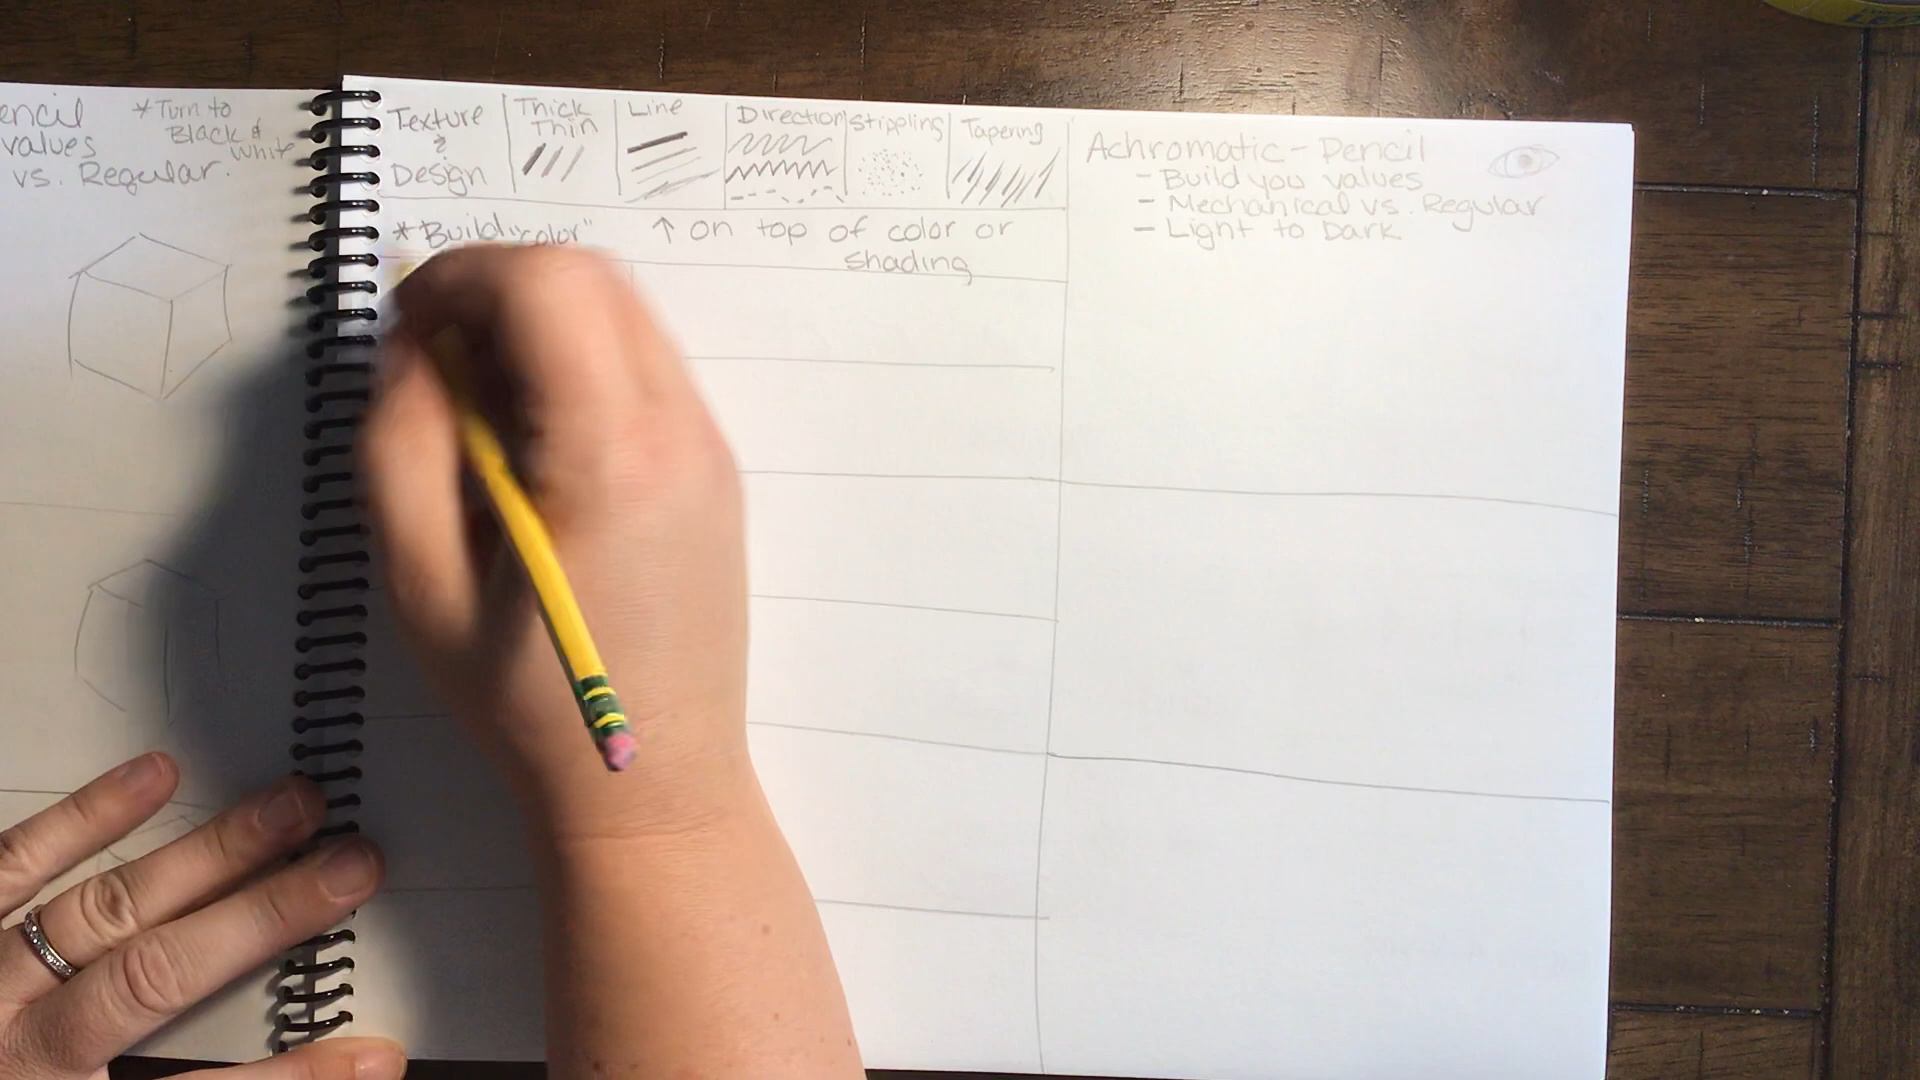 encil
values
vs. Regular.
*Turn to
Black &
white
Texture
&
Design
Thick
Thin
Line
Direction
Stippling
Tapering
*"Build color"
↑ on top of color or
shading
Achromatic - Pencil
- Build you values
- Mechanical vs. Regular
- Light to Dark